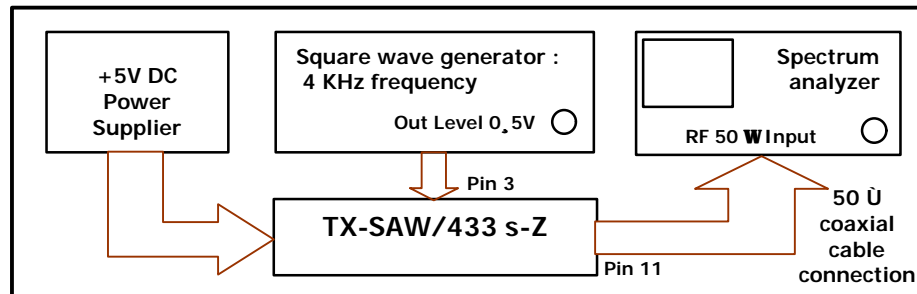 +5V DC
Power
Supplier
Square wave generator :
4 KHz frequency
Out Level 0¸5V
Spectrum
analyzer
RF 50 W Input
Pin 3
TX-SAW/433 s-Z
Pin 11
50 Ù
coaxial
cable
connection